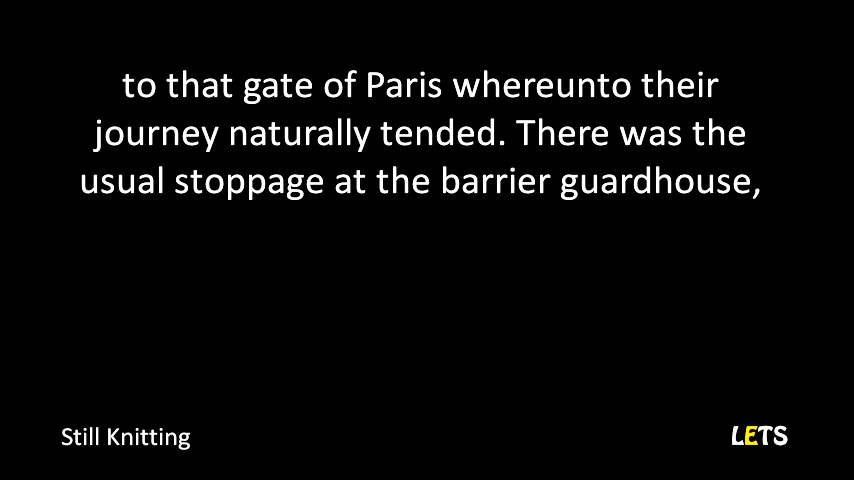 to that gate of Paris whereunto their
journey naturally tended. There was the
usual stoppage at the barrier guardhouse,
Still Knitting
LETS